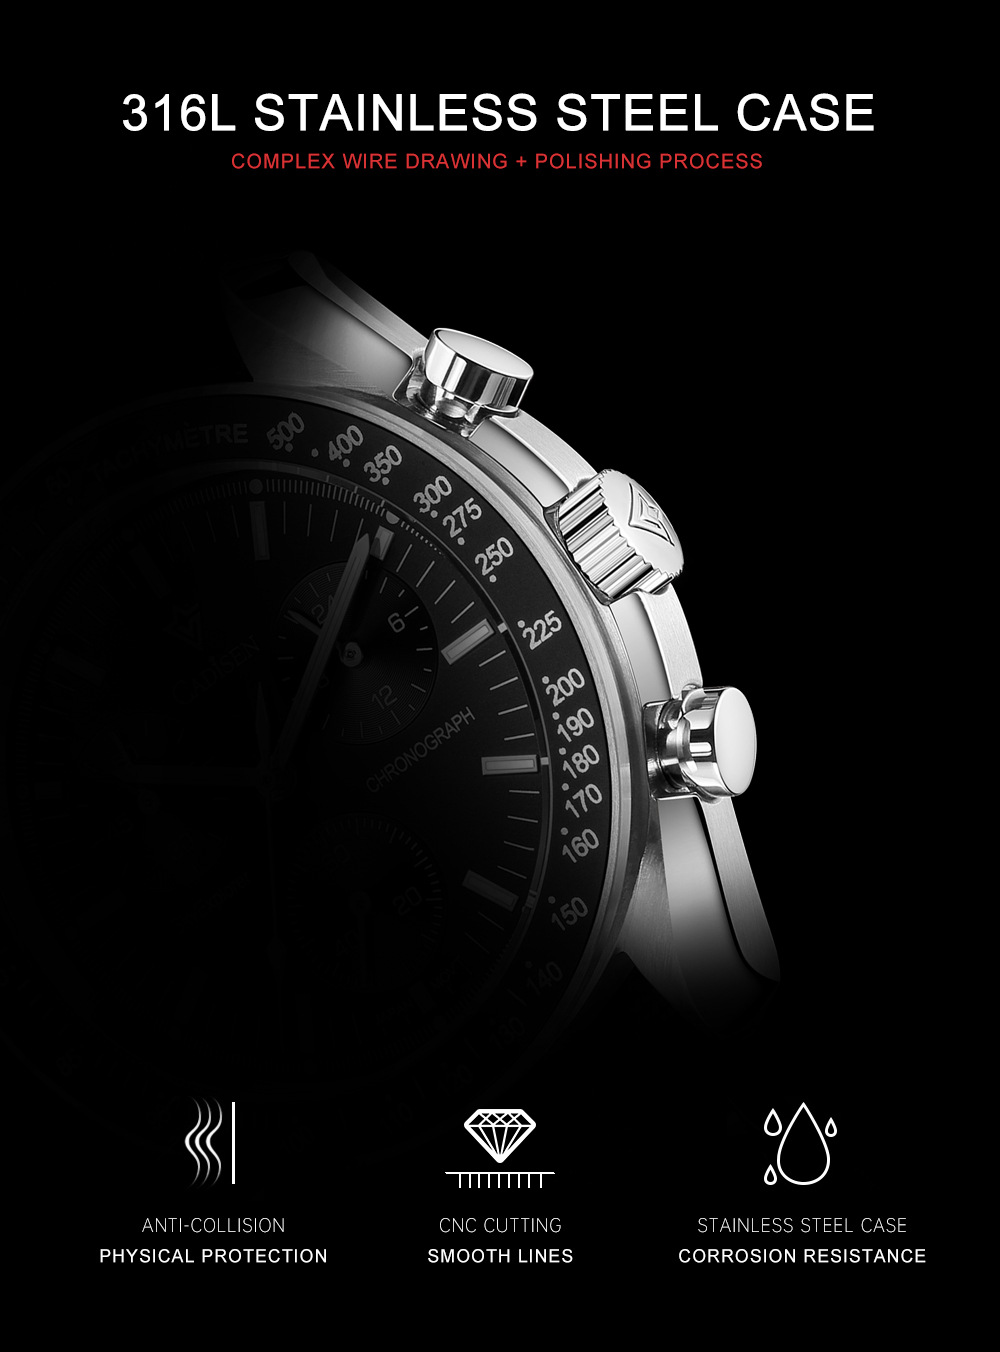 316L STAINLESS STEEL CASE
COMPLEX WIRE DRAWING + POLISHING PROCESS
TACHYMÈTRE
500
400
350
300
275
250
225
200
190
180
170
160
150
140
24
6
12
CADISEN
CHRONOGRAPH
20
ANTI-COLLISION
PHYSICAL PROTECTION
CNC CUTTING
SMOOTH LINES
STAINLESS STEEL CASE
CORROSION RESISTANCE